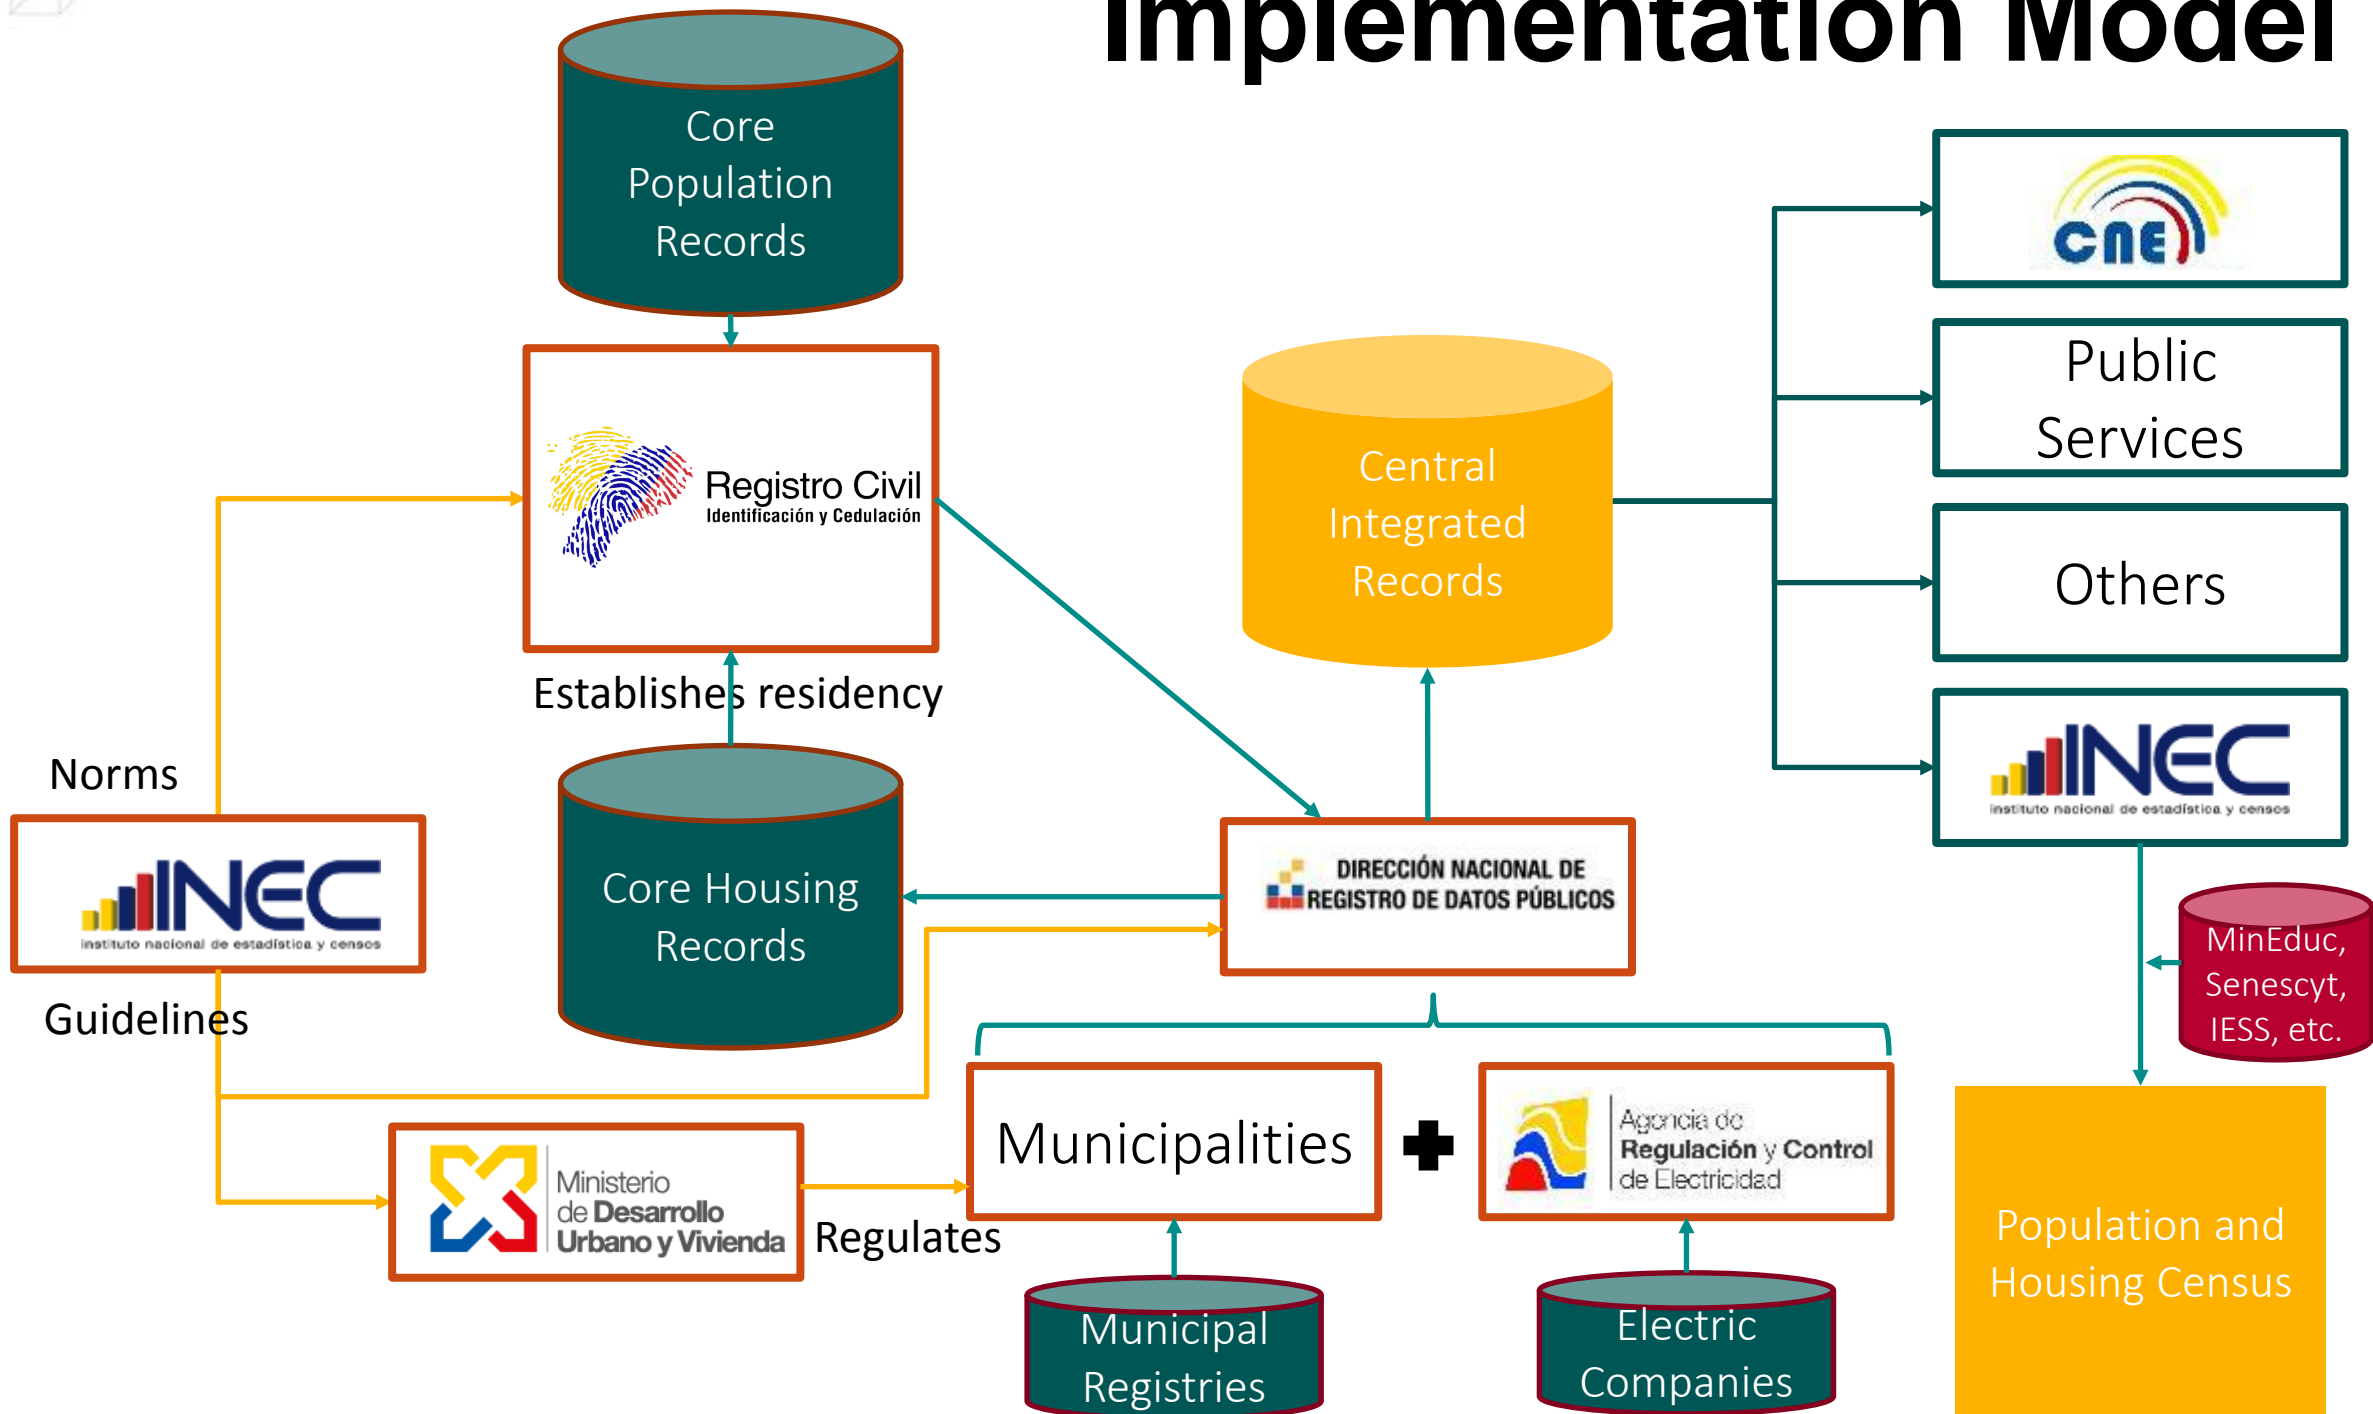 Implementation Model
Core
Population
Records
Registro Civil
Identificación y Cedulación
Establishes residency
Norms
INEC
instituto nacional de estadística y censos
Guidelines
Core Housing
Records
Ministerio
de Desarrollo
Urbano y Vivienda
Regulates
Central
Integrated
Records
DIRECCIÓN NACIONAL DE
REGISTRO DE DATOS PÚBLICOS
Municipalities
Agencia de
Regulación y Control
de Electricidad
Municipal
Registries
Electric
Companies
CNE
Public
Services
Others
INEC
instituto nacional de estadística y censos
MinEduc,
Senescyt,
IESS, etc.
Population and
Housing Census